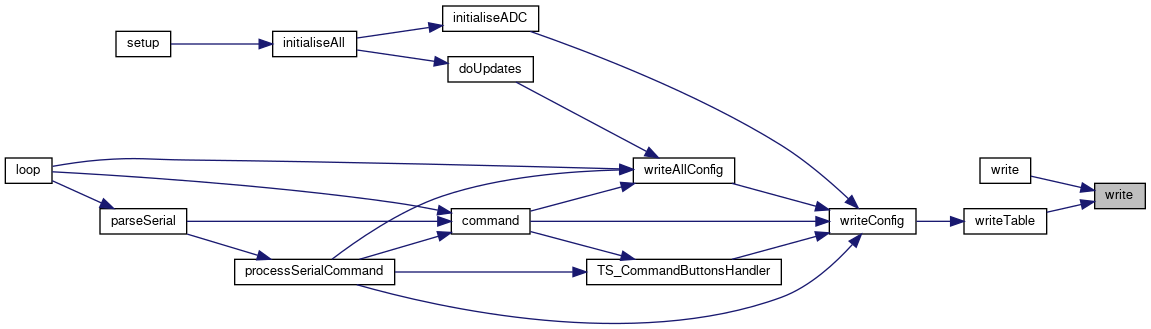 initialiseADC
setup
initialiseAll
doUpdates
loop
writeAllConfig
write
write
parseSerial
command
writeConfig
writeTable
processSerialCommand
TS_CommandButtonsHandler